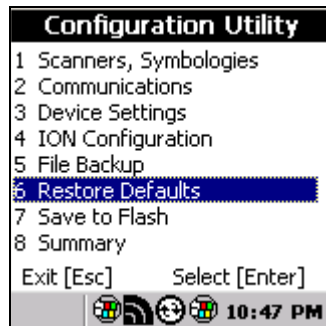 Configuration Utility
1 Scanners, Symbologies
2 Communications
3 Device Settings
4 ION Configuration
5 File Backup
6 Restore Defaults
7 Save to Flash
8 Summary
Exit [Esc] Select [Enter]
10:47 PM